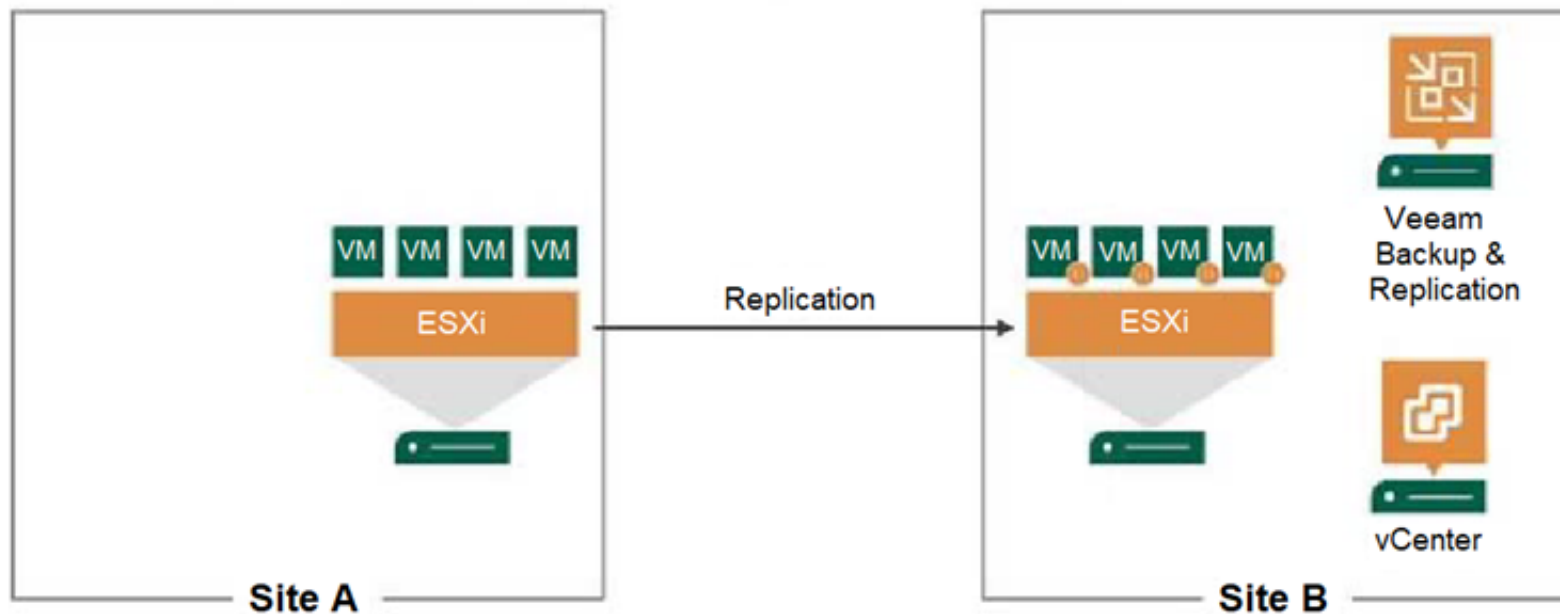 VM VM VM VM
ESXi
Site A
Replication
VM VM VM VM
ESXi
Veeam
Backup &
Replication
vCenter
Site B